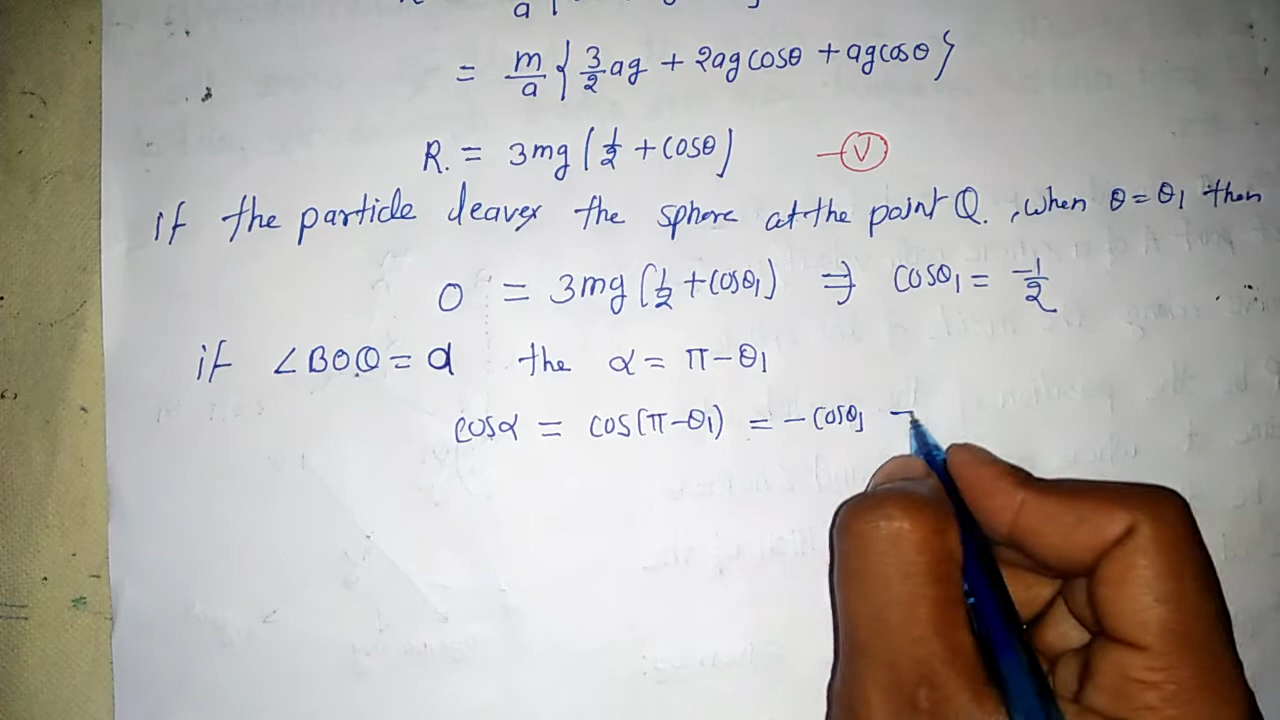 a
= m/a { 3/2 ag + 2ag cosθ + ag cosθ }
R. = 3mg ( 1/2 + cosθ ) — V
if the particle leaves the sphere at the point Q. , when θ = θ1 then
0 = 3mg ( 1/2 + cosθ1 ) ⇒ cosθ1 = -1/2
if ∠BOQ = α the α = π - θ1
cosα = cos(π-θ1) = - cosθ1